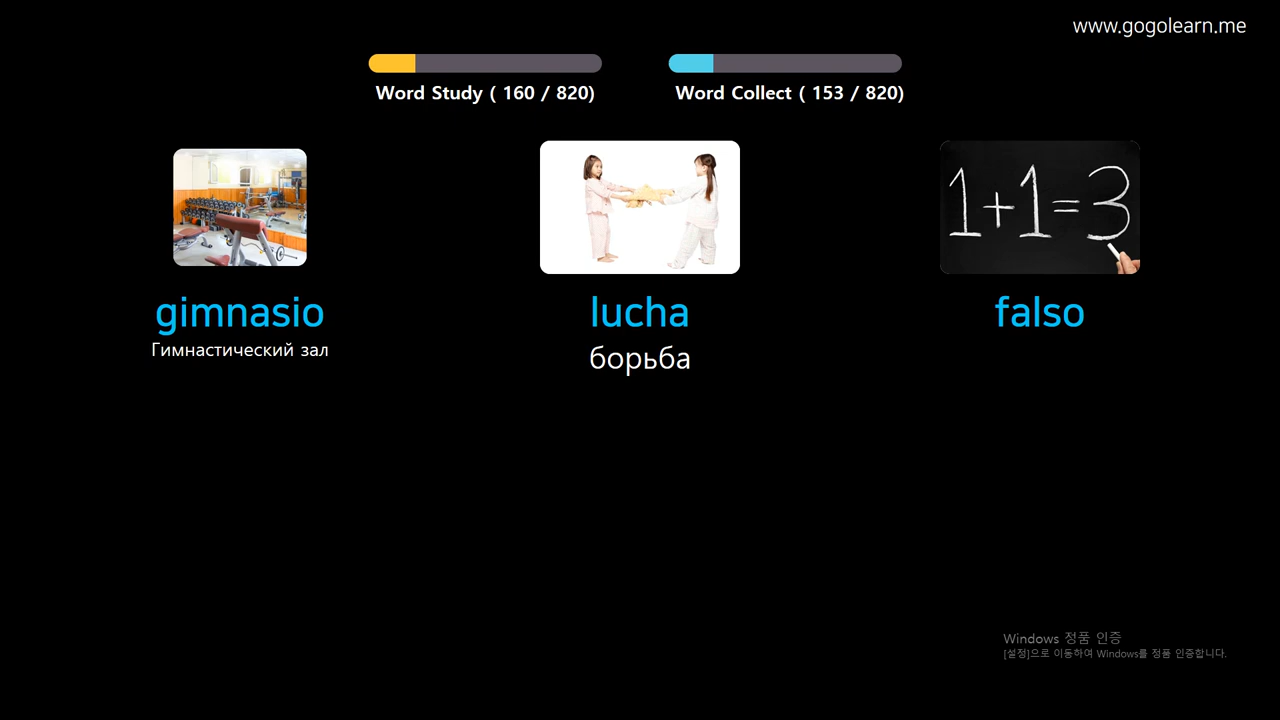 www.gogolearn.me
Word Study ( 160 / 820)
Word Collect ( 153 / 820)
1+1=3
gimnasio
Гимнастический зал
lucha
борьба
falso
Windows 정품 인증
[설정]으로 이동하여 Windows를 정품 인증합니다.